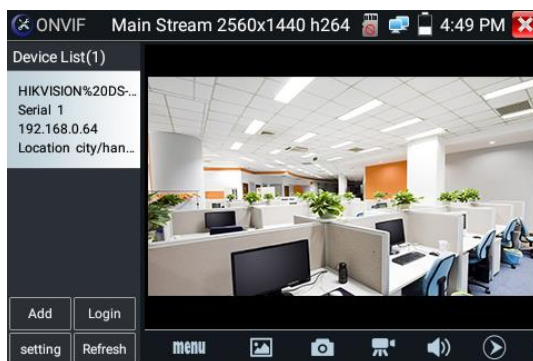 ONVIF Main Stream 2560x1440 h264 4:49 PM
Device List(1)
HIKVISION%20DS-...
Serial 1
192.168.0.64
Location city/han...
Add Login
setting Refresh
menu